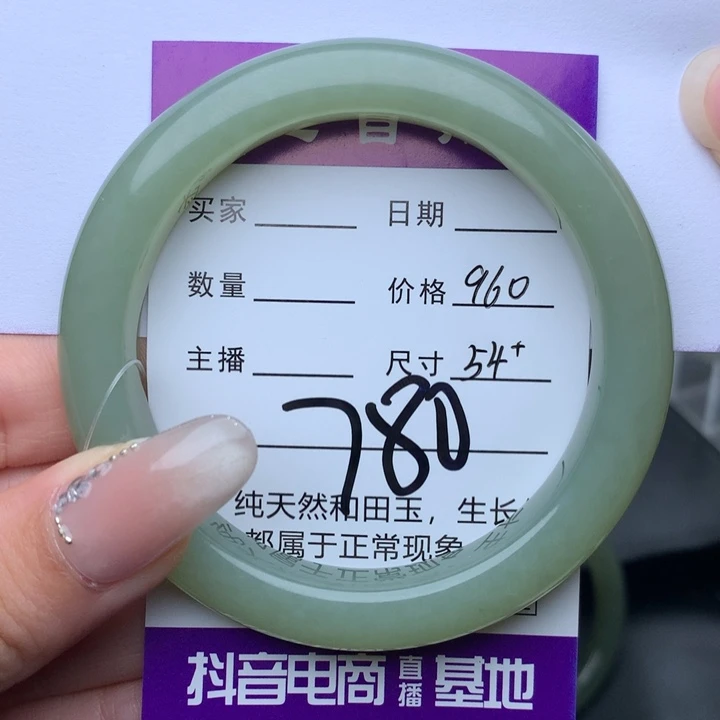 买家 日期
数量 价格 960
主播 尺寸 54+
780
纯天然和田玉，生长
都属于正常现象
抖音电商直播基地